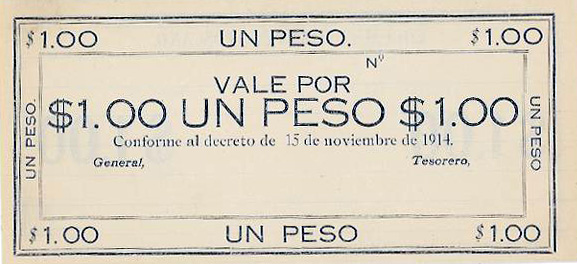 $1.00 UN PESO. $1.00
Nº
VALE POR
$1.00 UN PESO $1.00
Conforme al decreto de 15 de noviembre de 1914.
General, Tesorero,
UN PESO.
UN PESO
$1.00 UN PESO $1.00